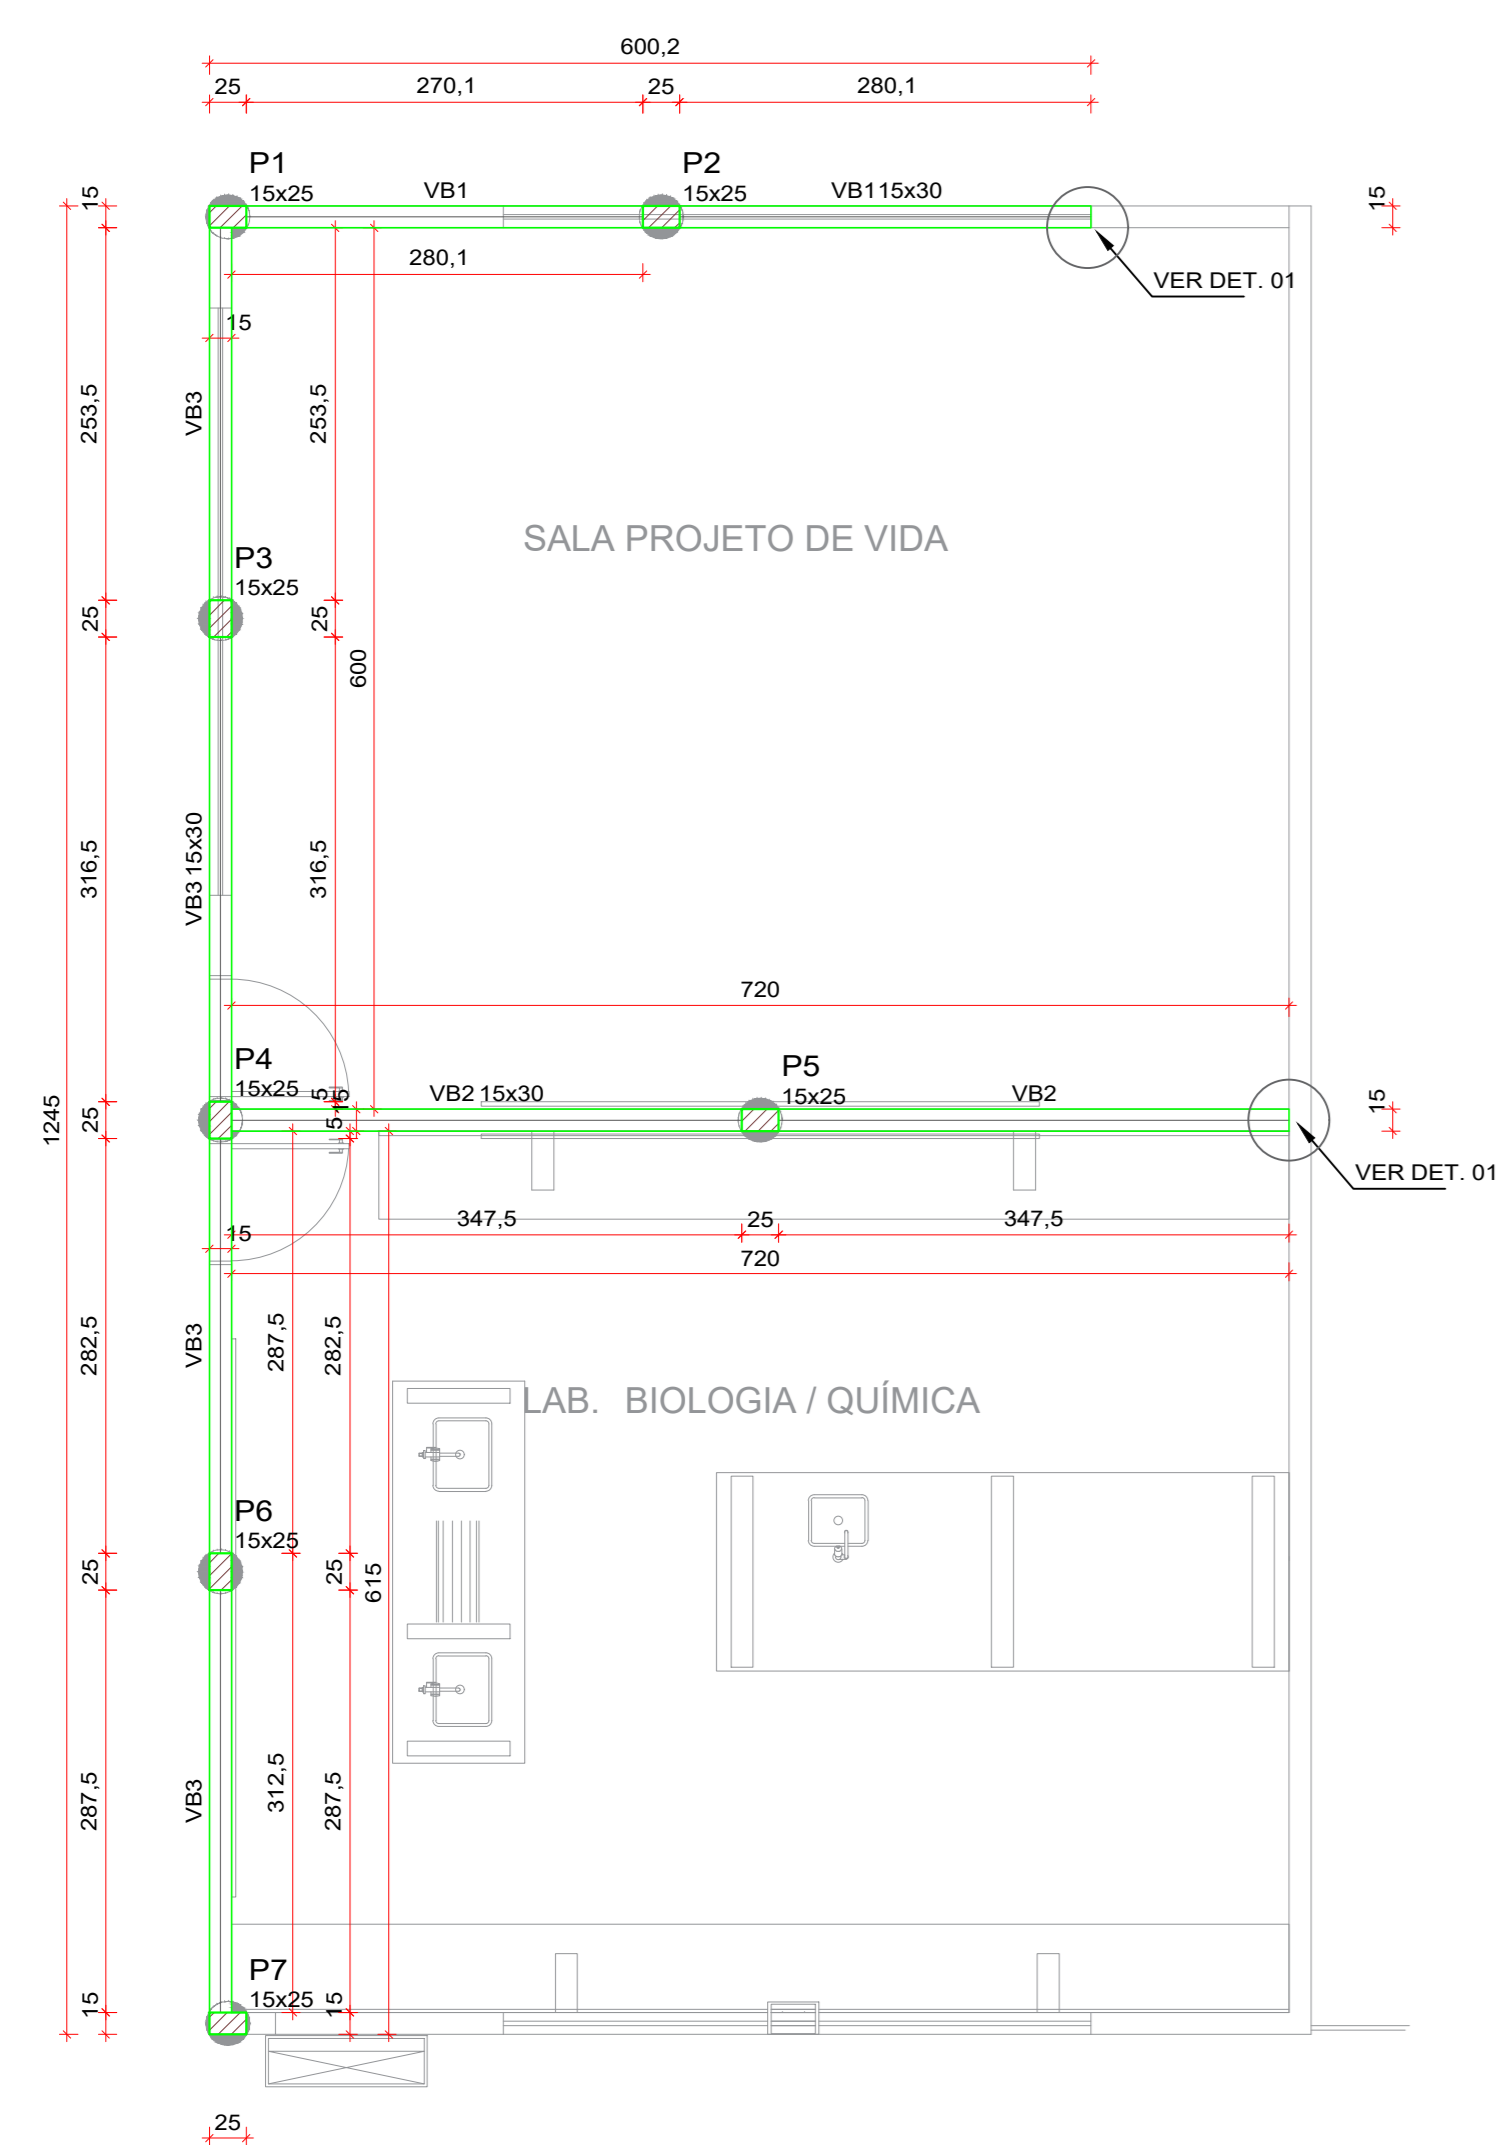 600,2
25 270,1 25 280,1
P1 P2
15x25 VB1 15x25 VB115x30
15 15
280,1
VER DET. 01
15
VB3
253,5 253,5
SALA PROJETO DE VIDA
P3
15x25
25 25
600
VB3 15x30
316,5 316,5
720
P4 P5
15x25 VB2 15x30 15x25 VB2
5 15 5
15
25
1245
VER DET. 01
347,5 25 347,5
15
720
VB3
282,5 287,5 282,5
LAB. BIOLOGIA / QUÍMICA
P6
15x25
25 25
615
VB3
287,5 312,5 287,5
P7
15x25
15 15
25